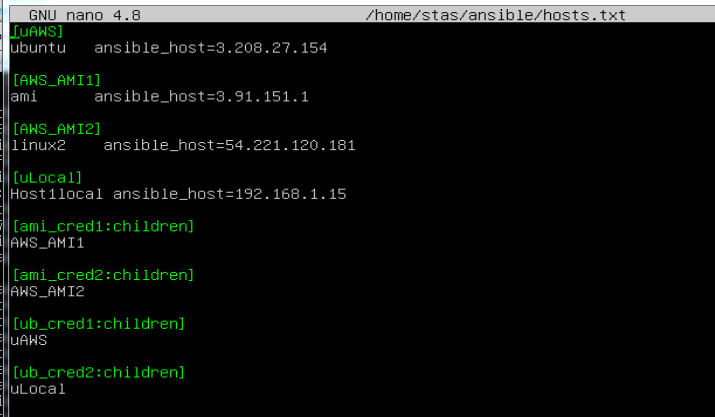 GNU nano 4.8 /home/stas/ansible/hosts.txt
[uAWS]
ubuntu ansible_host=3.208.27.154
[AWS_AMI1]
ami ansible_host=3.91.151.1
[AWS_AMI2]
linux2 ansible_host=54.221.120.181
[uLocal]
Host1local ansible_host=192.168.1.15
[ami_cred1:children]
AWS_AMI1
[ami_cred2:children]
AWS_AMI2
[ub_cred1:children]
uAWS
[ub_cred2:children]
uLocal